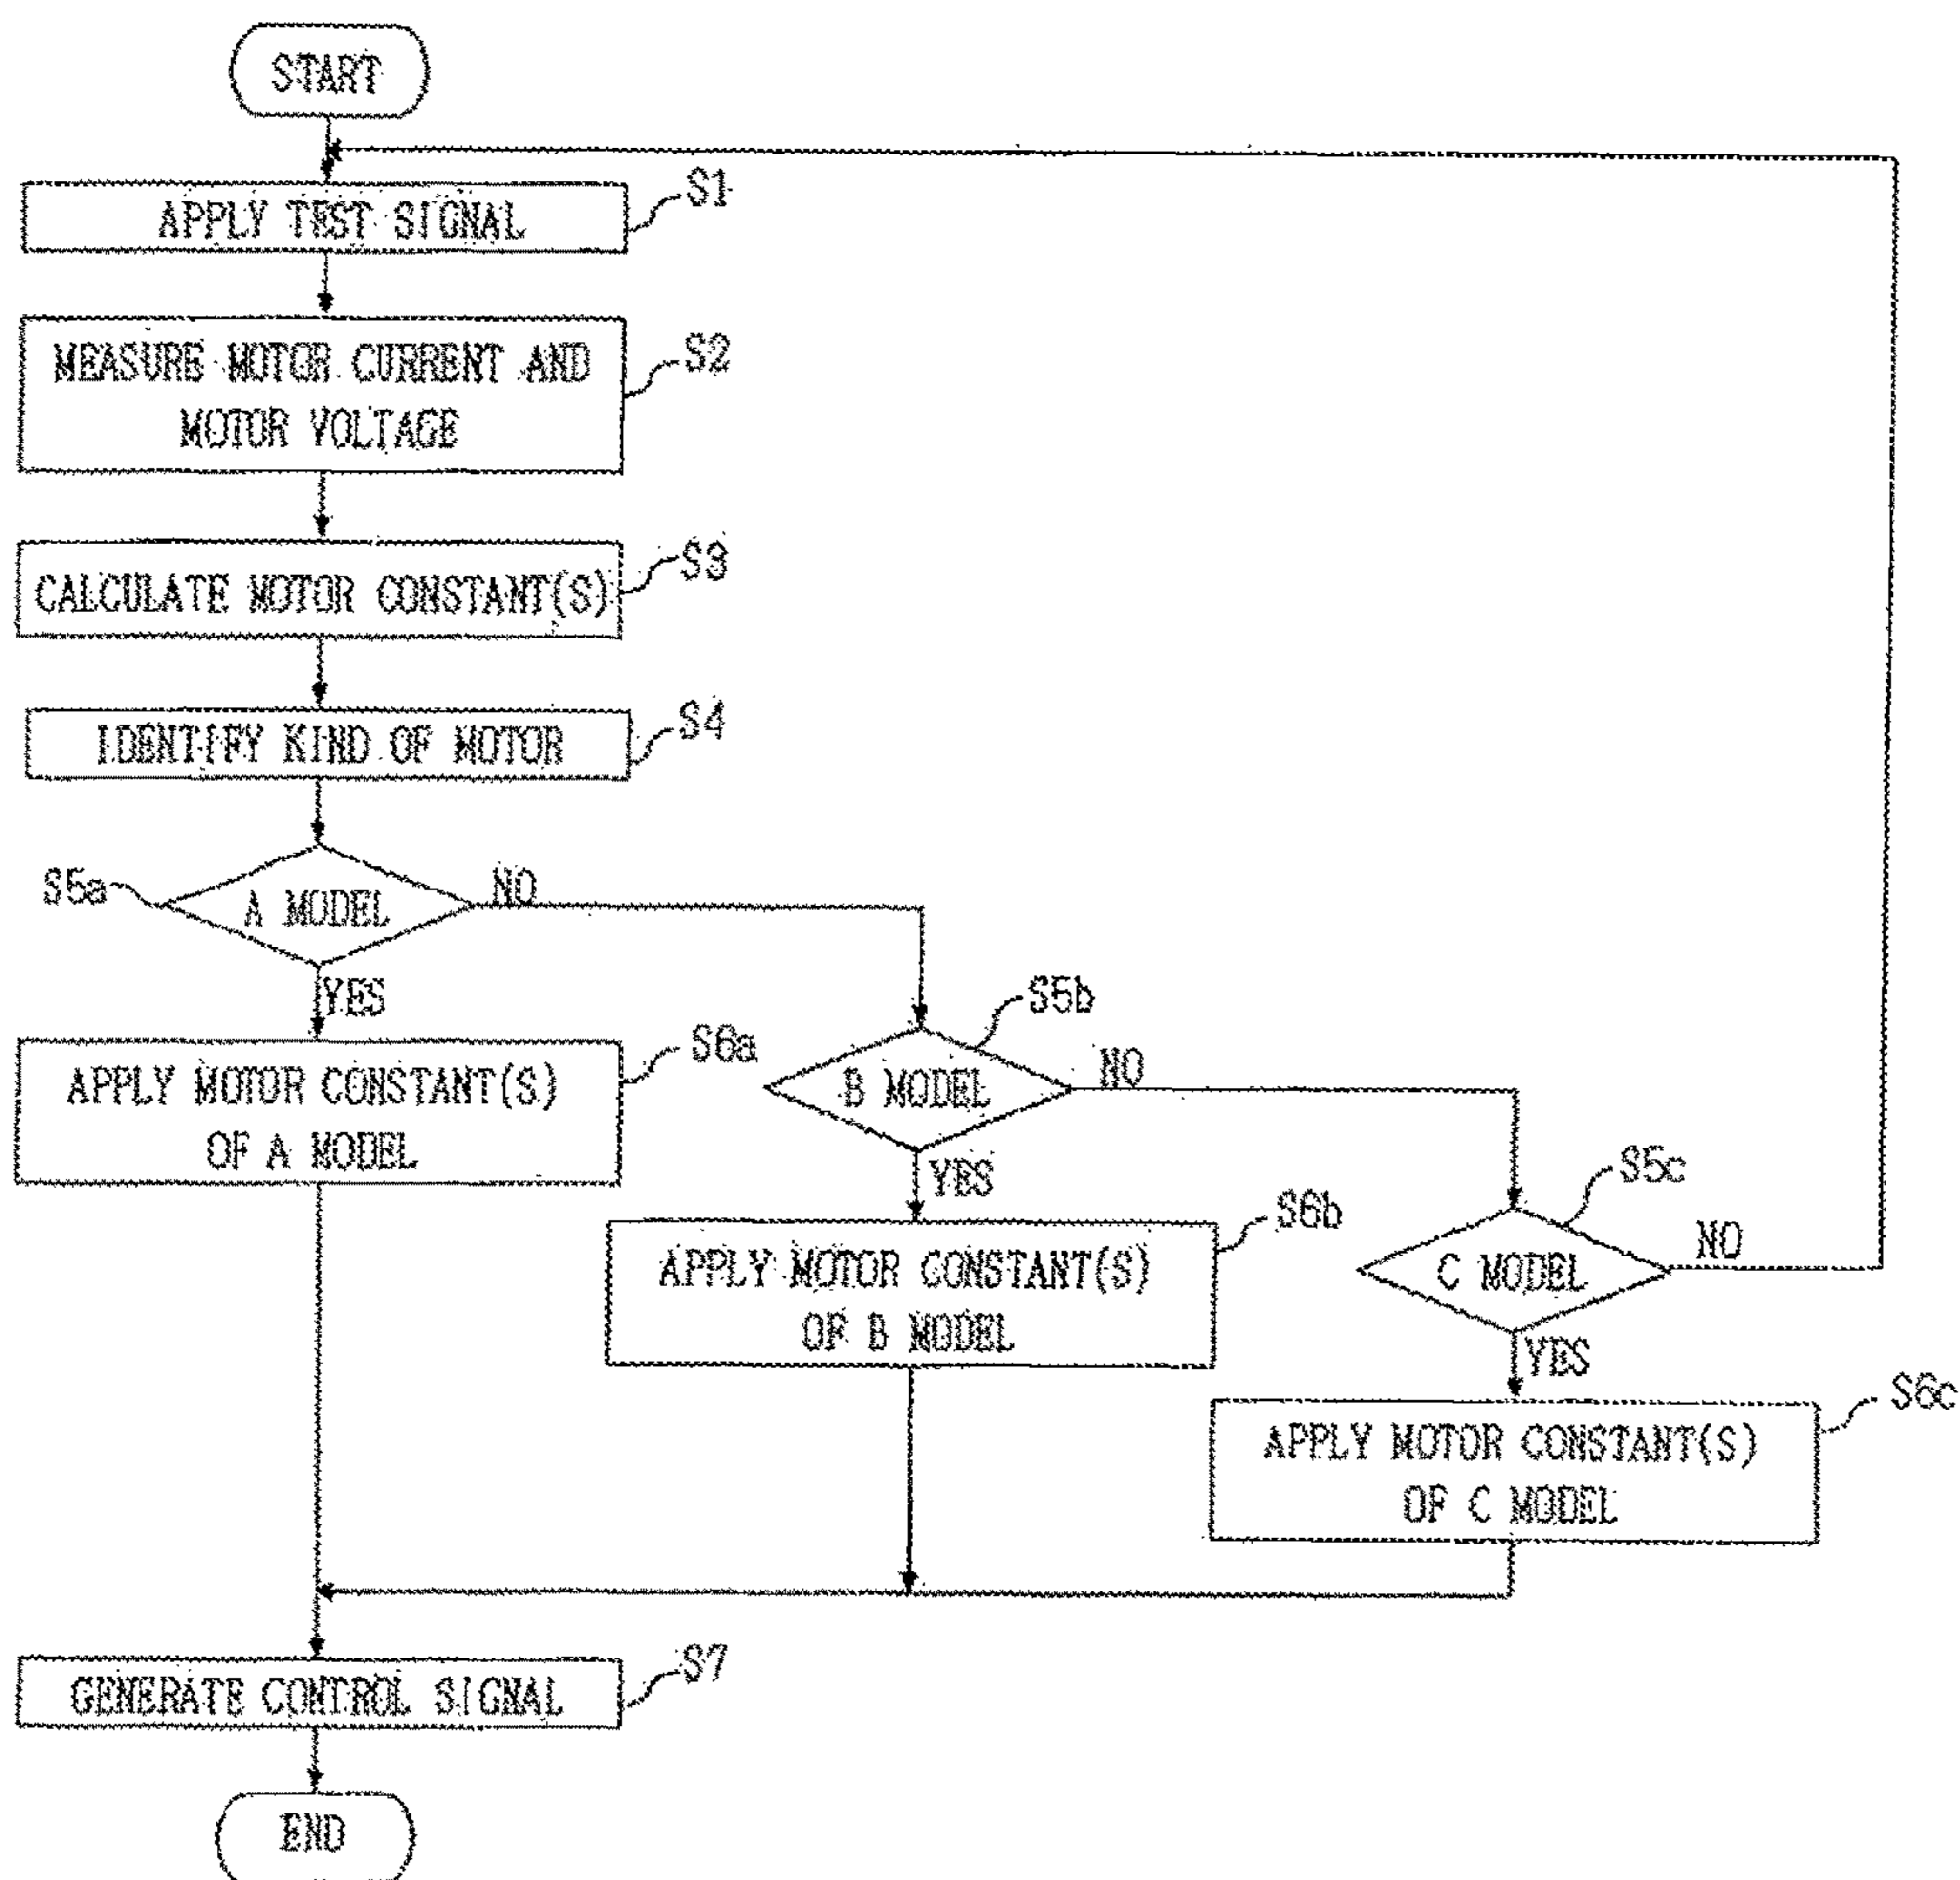 START
APPLY TEST SIGNAL
S1
MEASURE MOTOR CURRENT AND
MOTOR VOLTAGE
S2
CALCULATE MOTOR CONSTANT(S)
S3
IDENTIFY KIND OF MOTOR
S4
S5a
A MODEL
NO
YES
APPLY MOTOR CONSTANT(S)
OF A MODEL
S6a
S5b
B MODEL
NO
YES
APPLY MOTOR CONSTANT(S)
OF B MODEL
S6b
S5c
C MODEL
NO
YES
APPLY MOTOR CONSTANT(S)
OF C MODEL
S6c
GENERATE CONTROL SIGNAL
S7
END